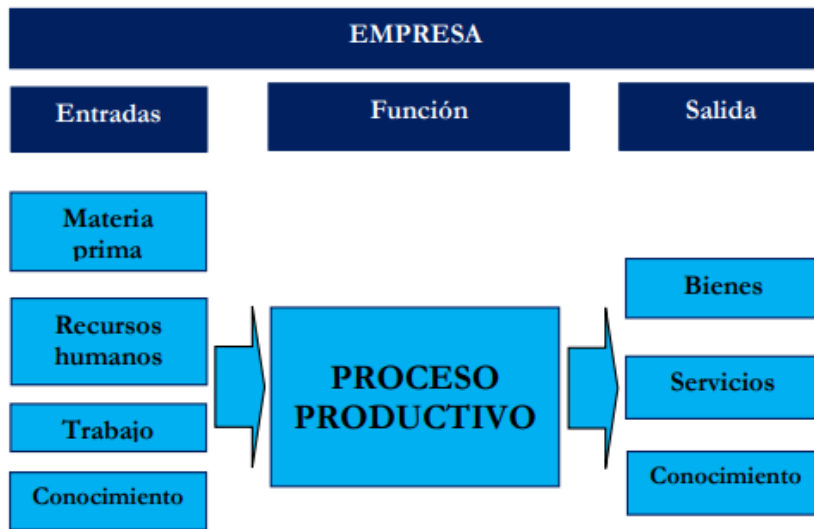 EMPRESA
Entradas
Función
Salida
Materia
prima
Recursos
humanos
Trabajo
Conocimiento
PROCESO
PRODUCTIVO
Bienes
Servicios
Conocimiento